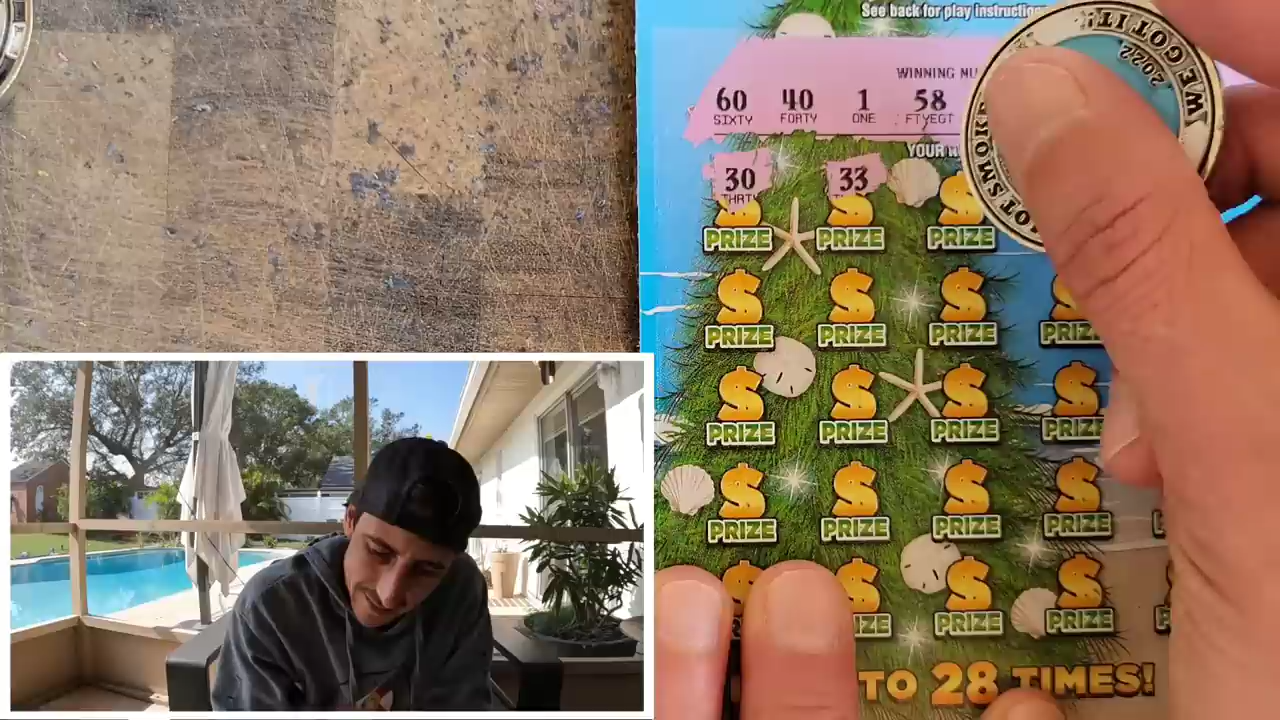 See back for play instructions
WINNING NU
60 40 1 58
SIXTY FORTY ONE FTYEGT
YOUR N
30 33
THRTY
PRIZE PRIZE PRIZE
PRIZE PRIZE PRIZE PRIZE
PRIZE PRIZE PRIZE PRIZE
PRIZE PRIZE PRIZE PRIZE
PRIZE PRIZE PRIZE
TO 28 TIMES!
WE GOT IT!
2022